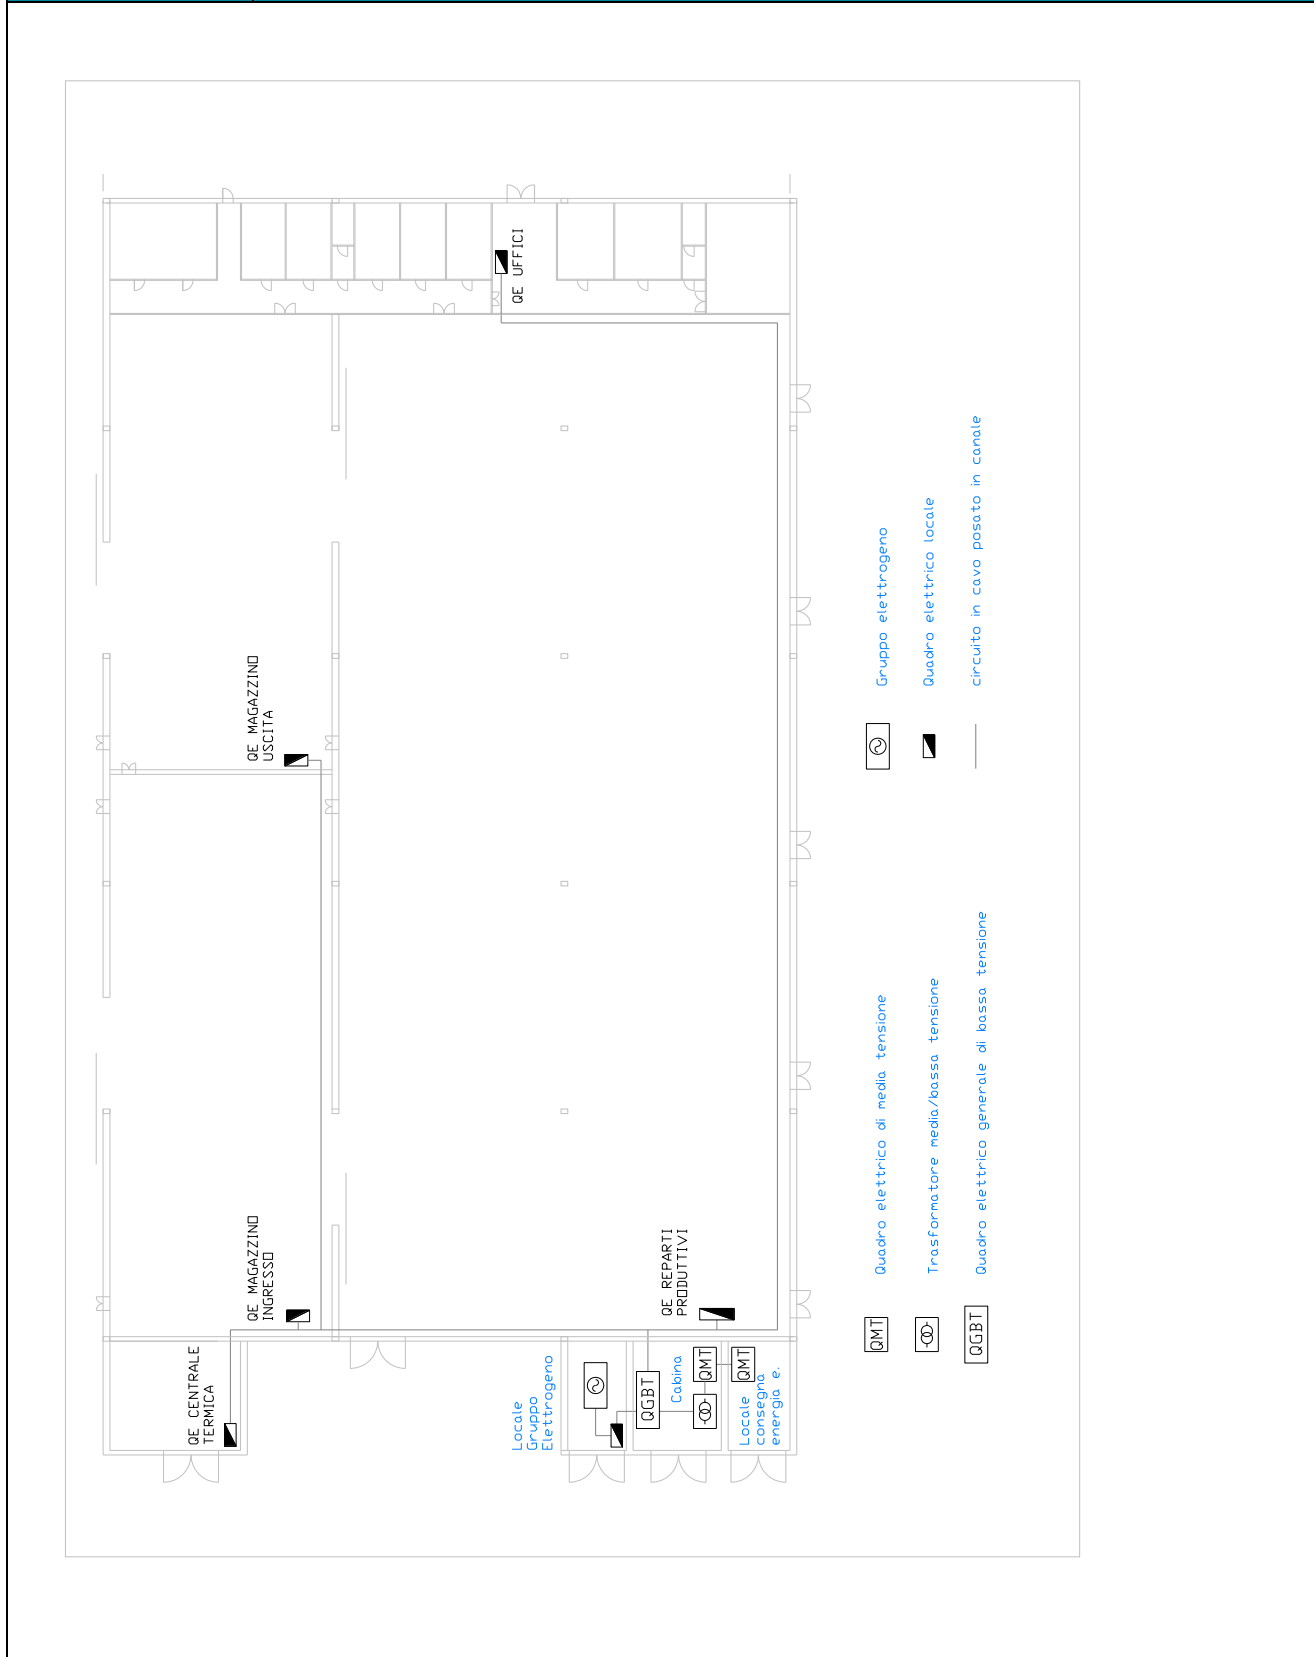 QE UFFICI
QE MAGAZZINO
USCITA
QE MAGAZZINO
INGRESSO
QE REPARTI
PRODUTTIVI
QE CENTRALE
TERMICA
Locale
Gruppo
Elettrogeno
QGBT
Cabina
QMT
QMT
Locale
consegna
energia e.
QMT
Quadro elettrico di media tensione
Trasformatore media/bassa tensione
QGBT
Quadro elettrico generale di bassa tensione
Gruppo elettrogeno
Quadro elettrico locale
circuito in cavo posato in canale